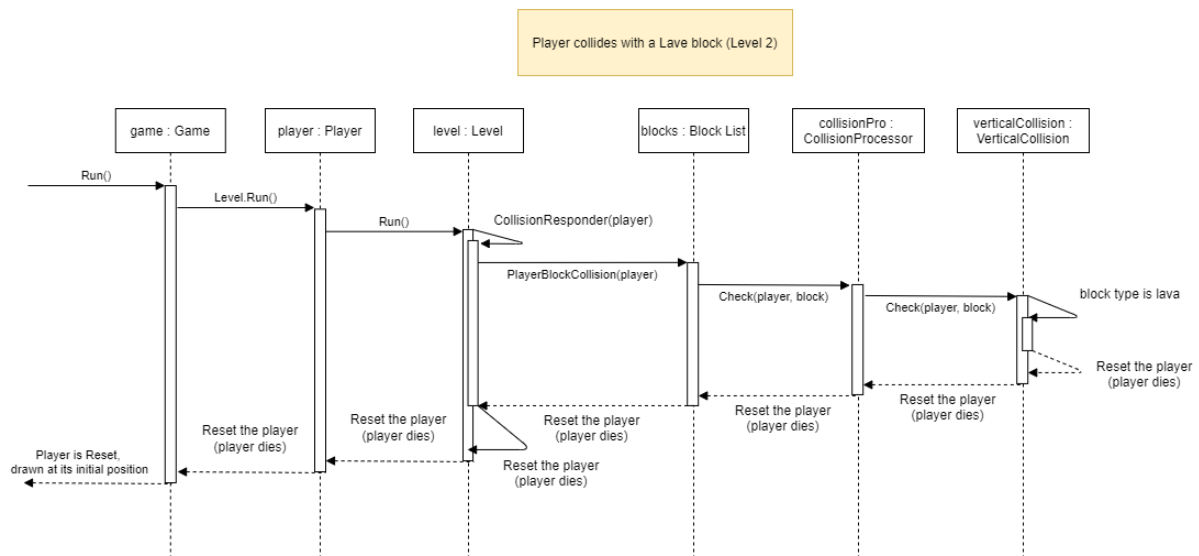 Player collides with a Lave block (Level 2)
game : Game
player : Player
level : Level
blocks : Block List
collisionPro :
CollisionProcessor
verticalCollision :
VerticalCollision
Run()
Level.Run()
Run()
CollisionResponder(player)
PlayerBlockCollision(player)
Check(player, block)
Check(player, block)
block type is lava
Reset the player
(player dies)
Reset the player
(player dies)
Reset the player
(player dies)
Reset the player
(player dies)
Reset the player
(player dies)
Reset the player
(player dies)
Reset the player
(player dies)
Player is Reset,
drawn at its initial position